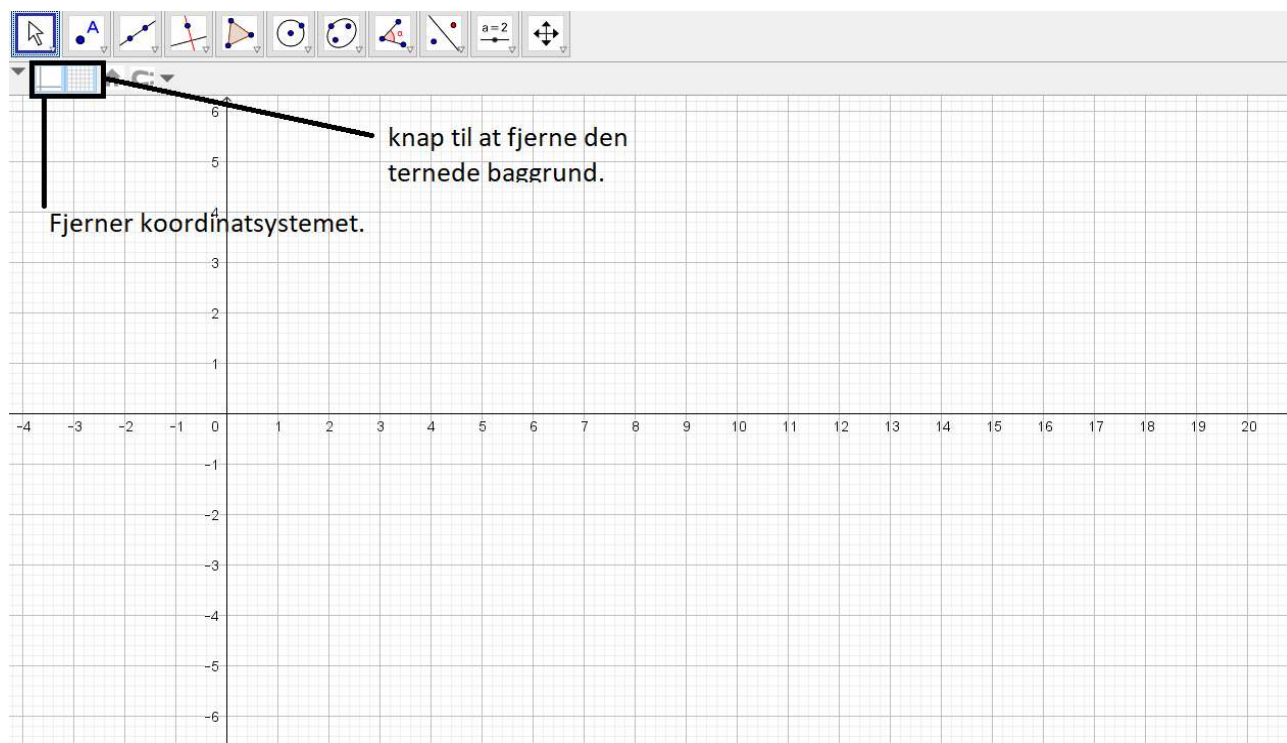 A
α
a=2
6
knap til at fjerne den
5
ternede baggrund.
4
Fjerner koordinatsystemet.
3
2
1
-4 -3 -2 -1 0 1 2 3 4 5 6 7 8 9 10 11 12 13 14 15 16 17 18 19 20
-1
-2
-3
-4
-5
-6